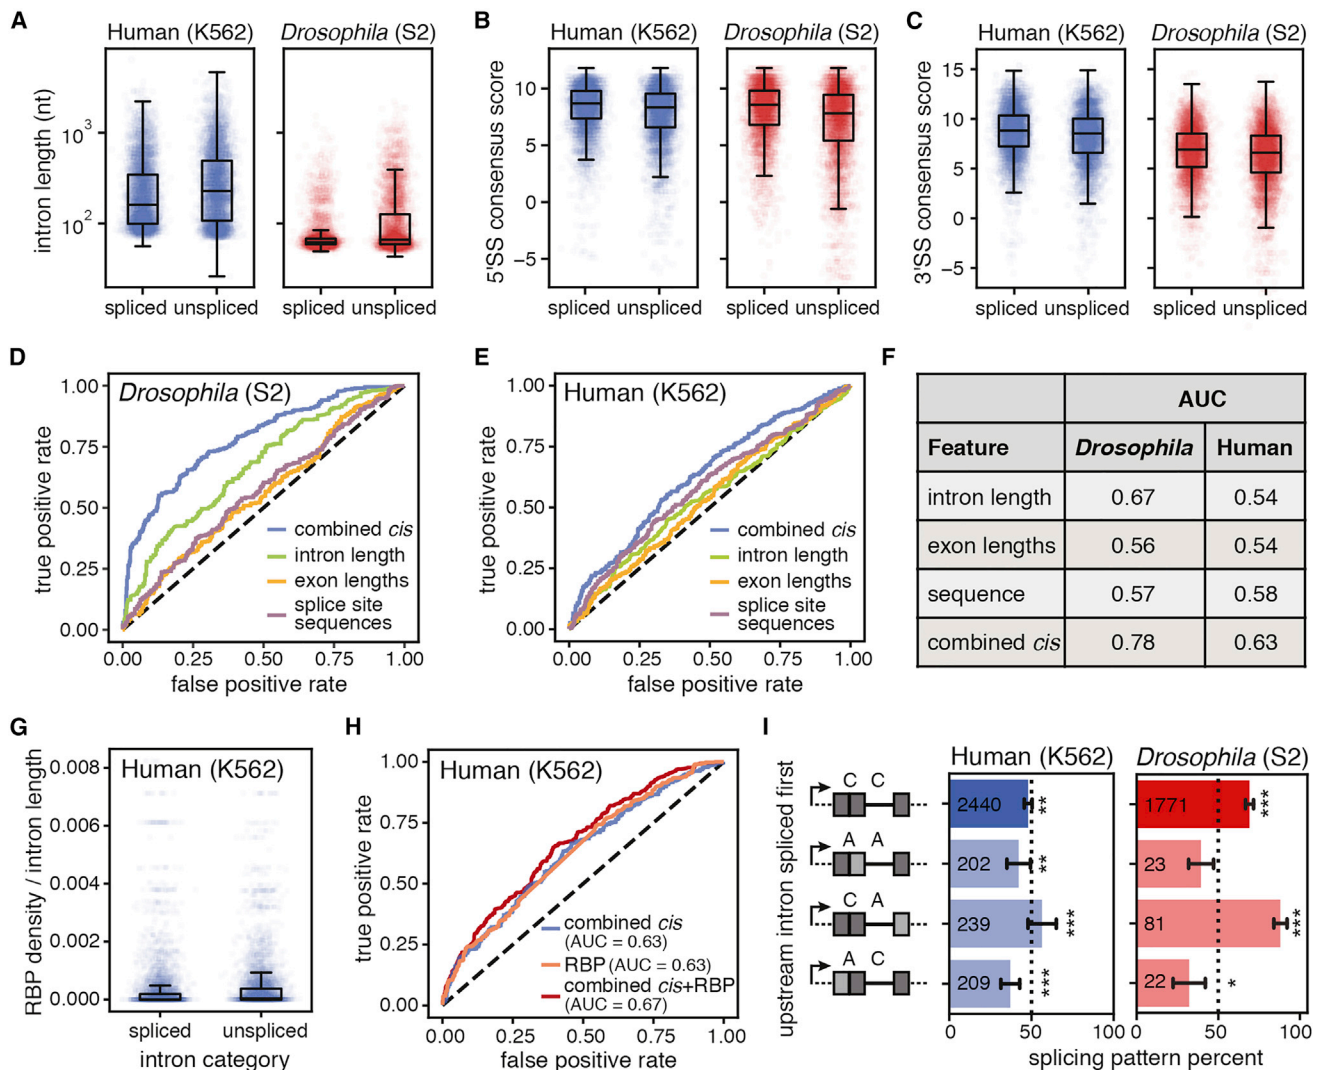 A
Human (K562)
Drosophila (S2)
intron length (nt)
10³
10²
spliced unspliced
spliced unspliced
B
Human (K562)
Drosophila (S2)
5'SS consensus score
10
5
0
−5
spliced unspliced
spliced unspliced
C
Human (K562)
Drosophila (S2)
3'SS consensus score
15
10
5
0
−5
spliced unspliced
spliced unspliced
D
Drosophila (S2)
true positive rate
1.00
0.75
0.50
0.25
0.00
combined cis
intron length
exon lengths
splice site
sequences
0.00 0.25 0.50 0.75 1.00
false positive rate
E
Human (K562)
true positive rate
1.00
0.75
0.50
0.25
0.00
combined cis
intron length
exon lengths
splice site
sequences
0.00 0.25 0.50 0.75 1.00
false positive rate
F
AUC
Feature Drosophila Human
intron length 0.67 0.54
exon lengths 0.56 0.54
sequence 0.57 0.58
combined cis 0.78 0.63
G
Human (K562)
RBP density / intron length
0.008
0.006
0.004
0.002
0.000
spliced unspliced
intron category
H
Human (K562)
true positive rate
1.00
0.75
0.50
0.25
0.00
combined cis
(AUC = 0.63)
RBP (AUC = 0.63)
combined cis+RBP
(AUC = 0.67)
0.00 0.25 0.50 0.75 1.00
false positive rate
I
upstream intron spliced first
Human (K562)
Drosophila (S2)
C C
2440 **
1771 ***
A A
202 **
23
C A
239 ***
81 ***
A C
209 ***
22 *
0 50 100
0 50 100
splicing pattern percent